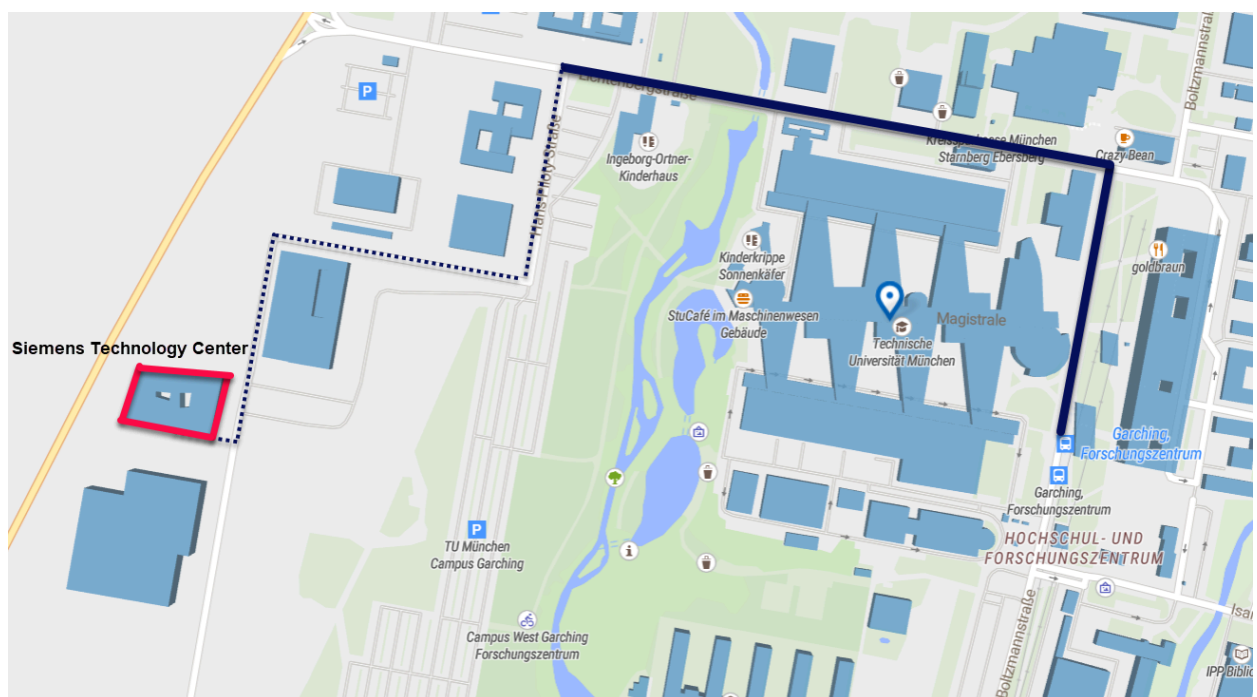 Boltzmannstraße
P
Lichtenbergstraße
Kreissparkasse München
Starnberg Ebersberg
Crazy Bean
Ingeborg-Ortner-
Kinderhaus
Hans-Piloty-Straße
Kinderkrippe
Sonnenkäfer
goldbraun
StuCafé im Maschinenwesen
Gebäude
Magistrale
Technische
Universität München
Siemens Technology Center
Garching,
Forschungszentrum
Garching,
Forschungszentrum
P
TU München
Campus Garching
i
HOCHSCHUL- UND
FORSCHUNGSZENTRUM
Boltzmannstraße
Isar
Campus West Garching
Forschungszentrum
IPP Biblio